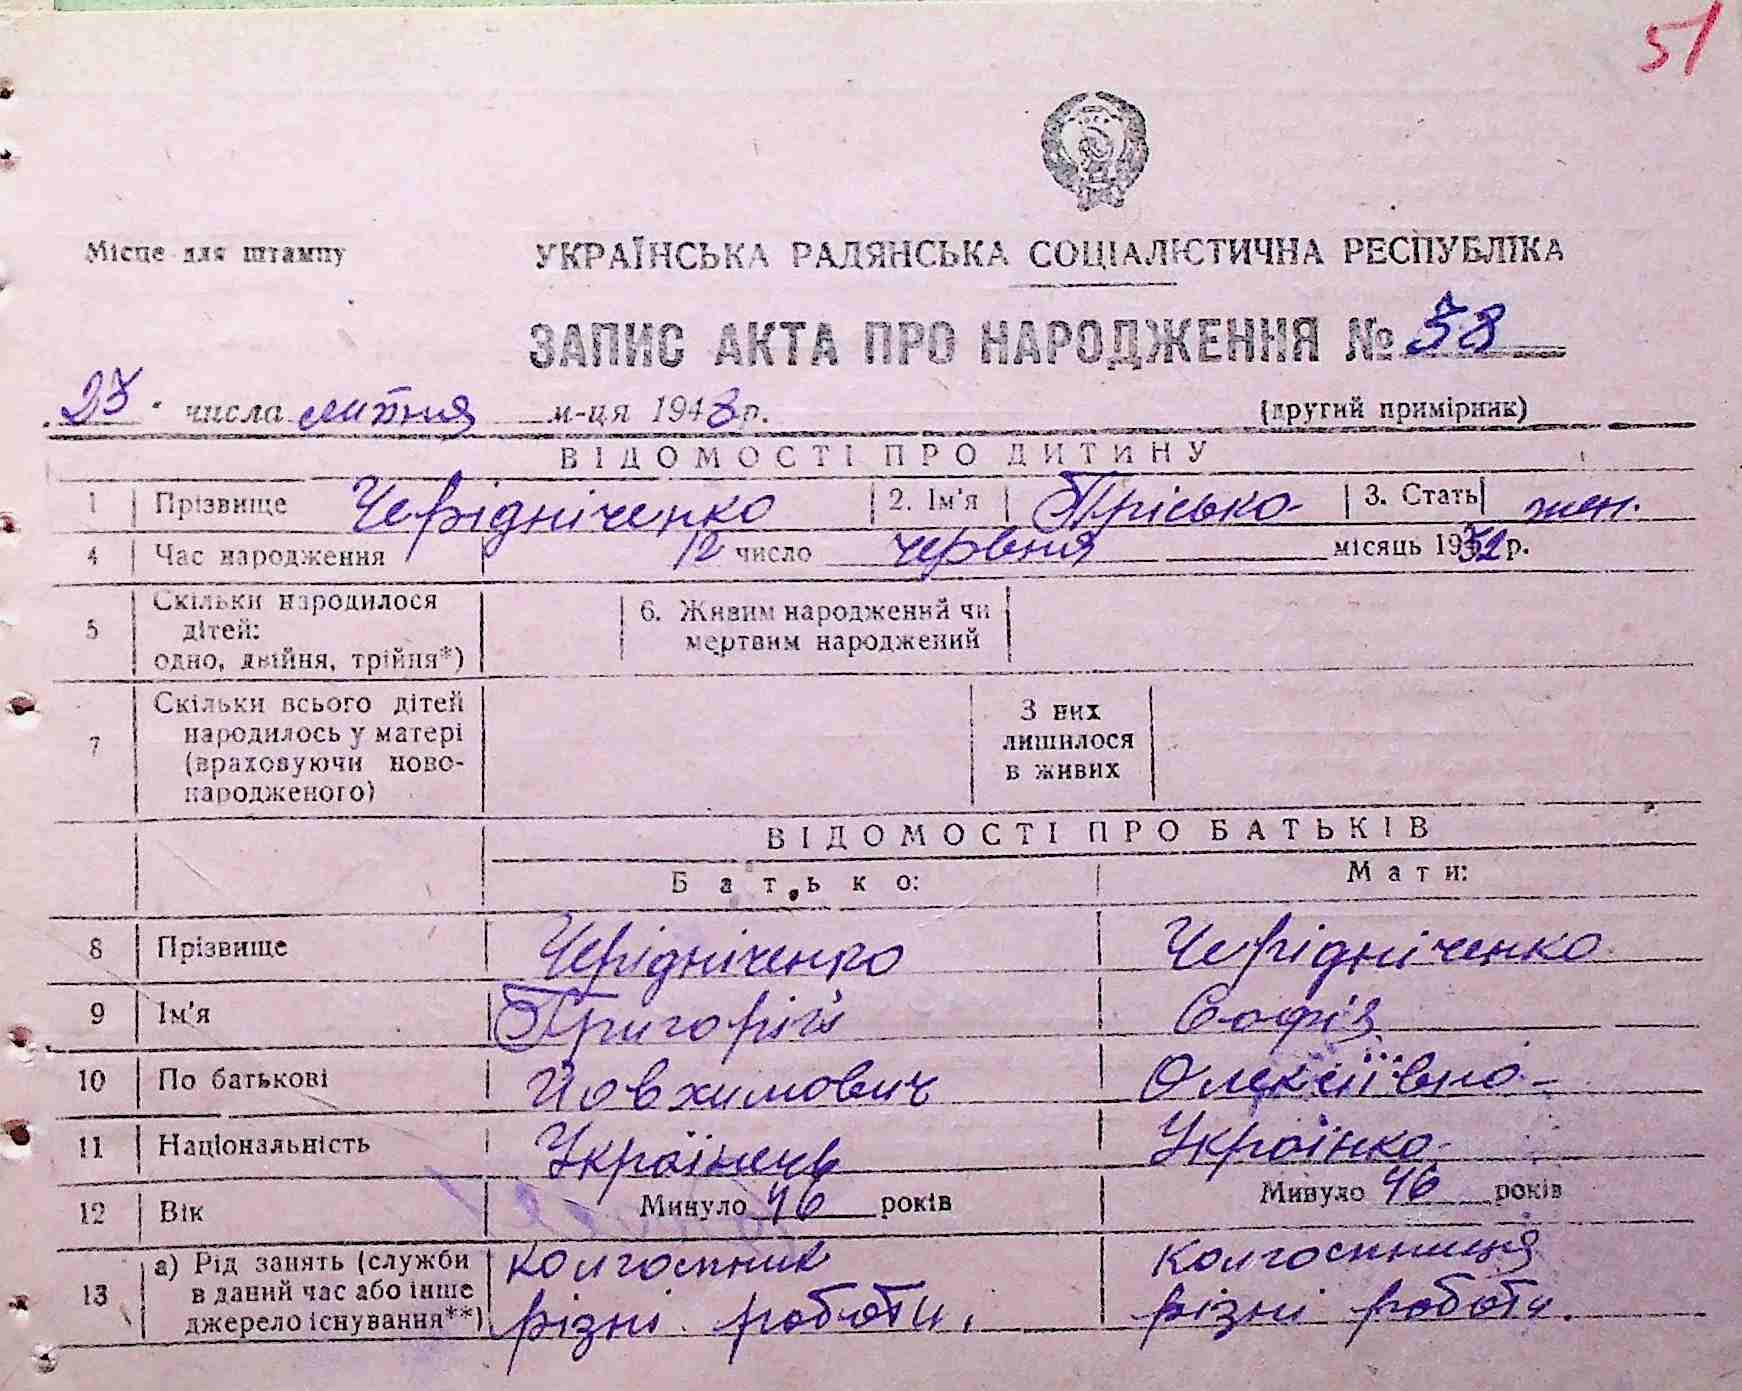 51
Місце для штампу
УКРАЇНСЬКА РАДЯНСЬКА СОЦІАЛІСТИЧНА РЕСПУБЛІКА
ЗАПИС АКТА ПРО НАРОДЖЕННЯ № 58
23 числа липня м-ця 1948 р. (другий примірник)
ВІДОМОСТІ ПРО ДИТИНУ
1 Прізвище Черідніченко 2. Ім'я Прісько 3. Стать жен.
4 Час народження 12 число червня місяць 1932 р.
5 Скільки народилося дітей: одно, двійня, трійня*) 6. Живим народжений чи мертвим народжений
7 Скільки всього дітей народилось у матері (враховуючи новонародженого) З них лишилося в живих
ВІДОМОСТІ ПРО БАТЬКІВ
Батько: Мати:
8 Прізвище Черідніченко Черідніченко
9 Ім'я Григорій Софія
10 По батькові Йовхимович Олексіївна
11 Національність Українець Українка
12 Вік Минуло 46 років Минуло 46 років
13 а) Рід занять (служби в даний час або інше джерело існування**) колгоспник різні роботи. колгоспниця різні роботи.